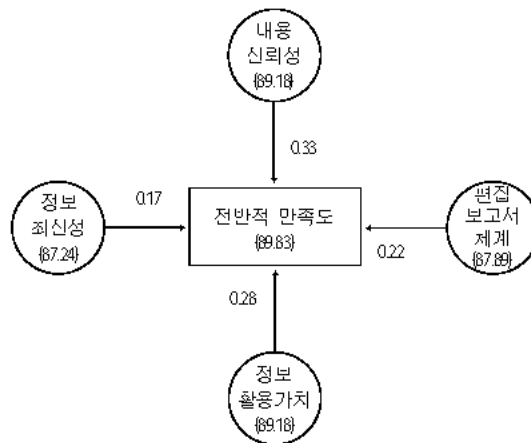 내용
신뢰성
(89.18)
0.33
정보
최신성
(87.24)
0.17
전반적 만족도
(89.83)
편집
보고서
체계
(87.89)
0.22
0.28
정보
활용가치
(89.18)